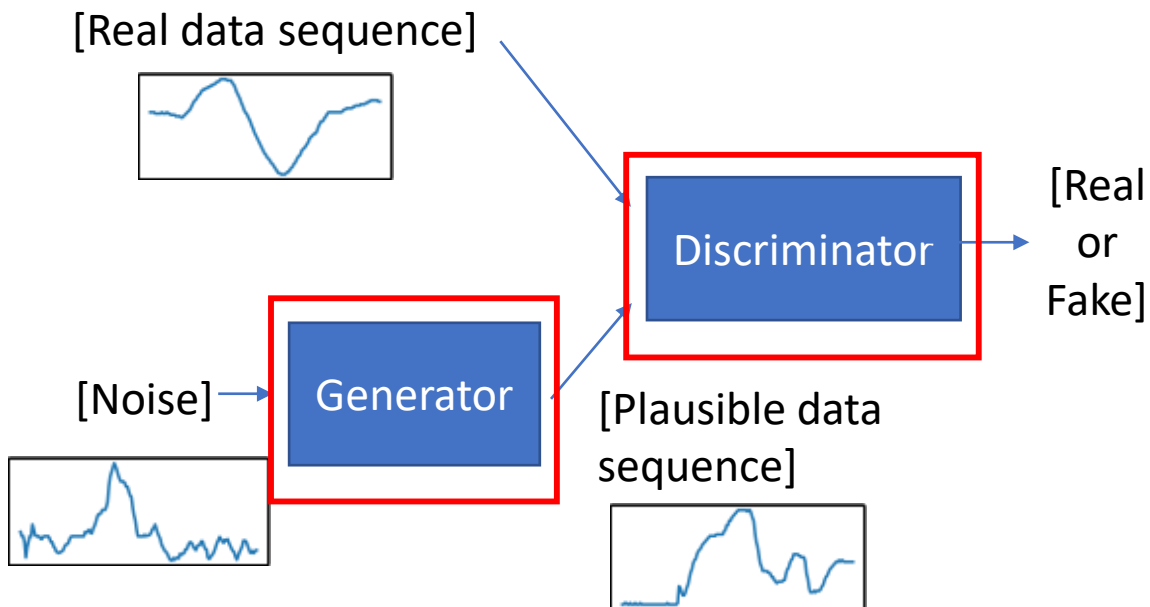 [Real data sequence]
Discriminator
[Real
or
Fake]
[Noise]
Generator
[Plausible data
sequence]